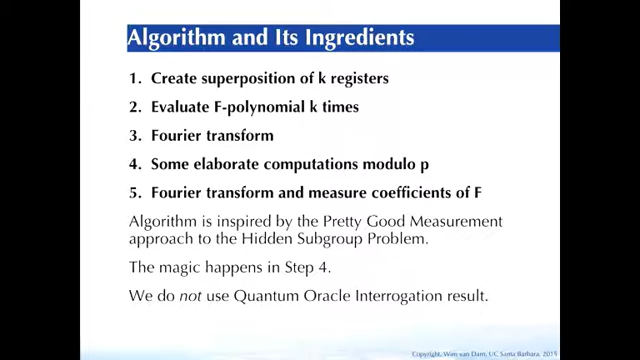 Algorithm and Its Ingredients
1. Create superposition of k registers
2. Evaluate F-polynomial k times
3. Fourier transform
4. Some elaborate computations modulo p
5. Fourier transform and measure coefficients of F
Algorithm is inspired by the Pretty Good Measurement
approach to the Hidden Subgroup Problem.
The magic happens in Step 4.
We do not use Quantum Oracle Interrogation result.
Copyright, Wim van Dam, UC Santa Barbara, 2015